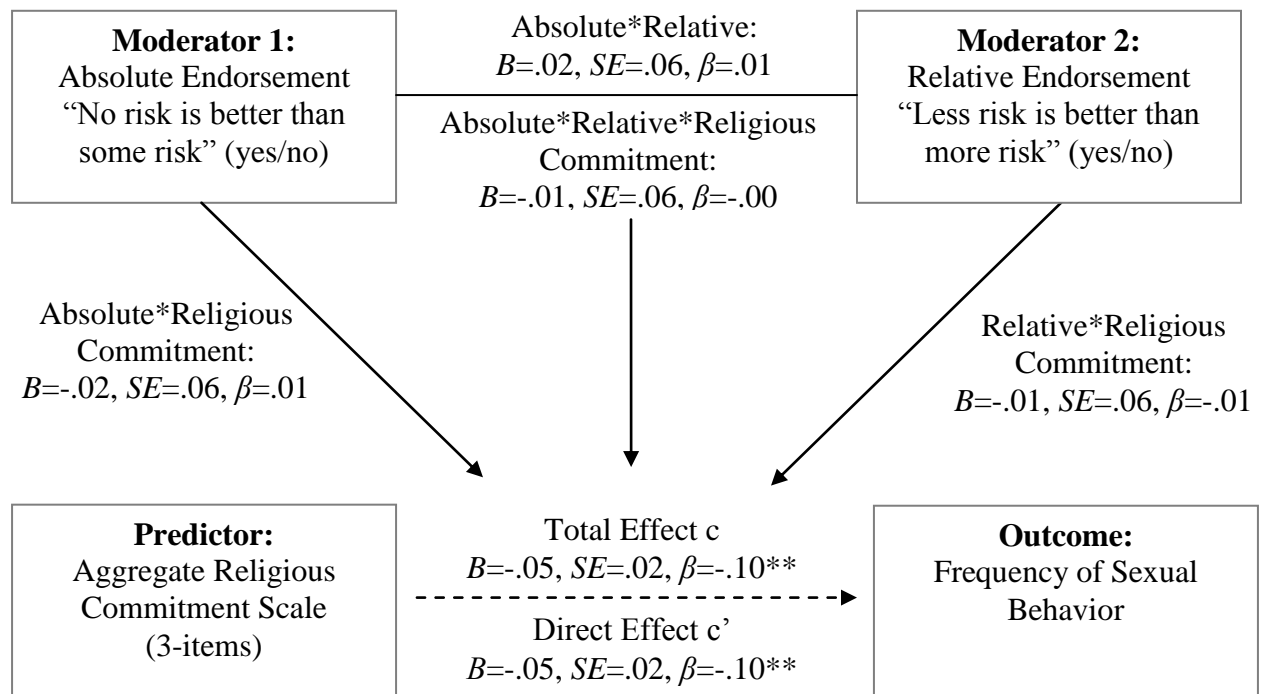 Moderator 1:
Absolute Endorsement
“No risk is better than
some risk” (yes/no)
Absolute*Relative:
B=.02, SE=.06, β=.01
Absolute*Relative*Religious
Commitment:
B=-.01, SE=.06, β=-.00
Moderator 2:
Relative Endorsement
“Less risk is better than
more risk” (yes/no)
Absolute*Religious
Commitment:
B=-.02, SE=.06, β=.01
Relative*Religious
Commitment:
B=-.01, SE=.06, β=-.01
Predictor:
Aggregate Religious
Commitment Scale
(3-items)
Total Effect c
B=-.05, SE=.02, β=-.10**
Direct Effect c’
B=-.05, SE=.02, β=-.10**
Outcome:
Frequency of Sexual
Behavior